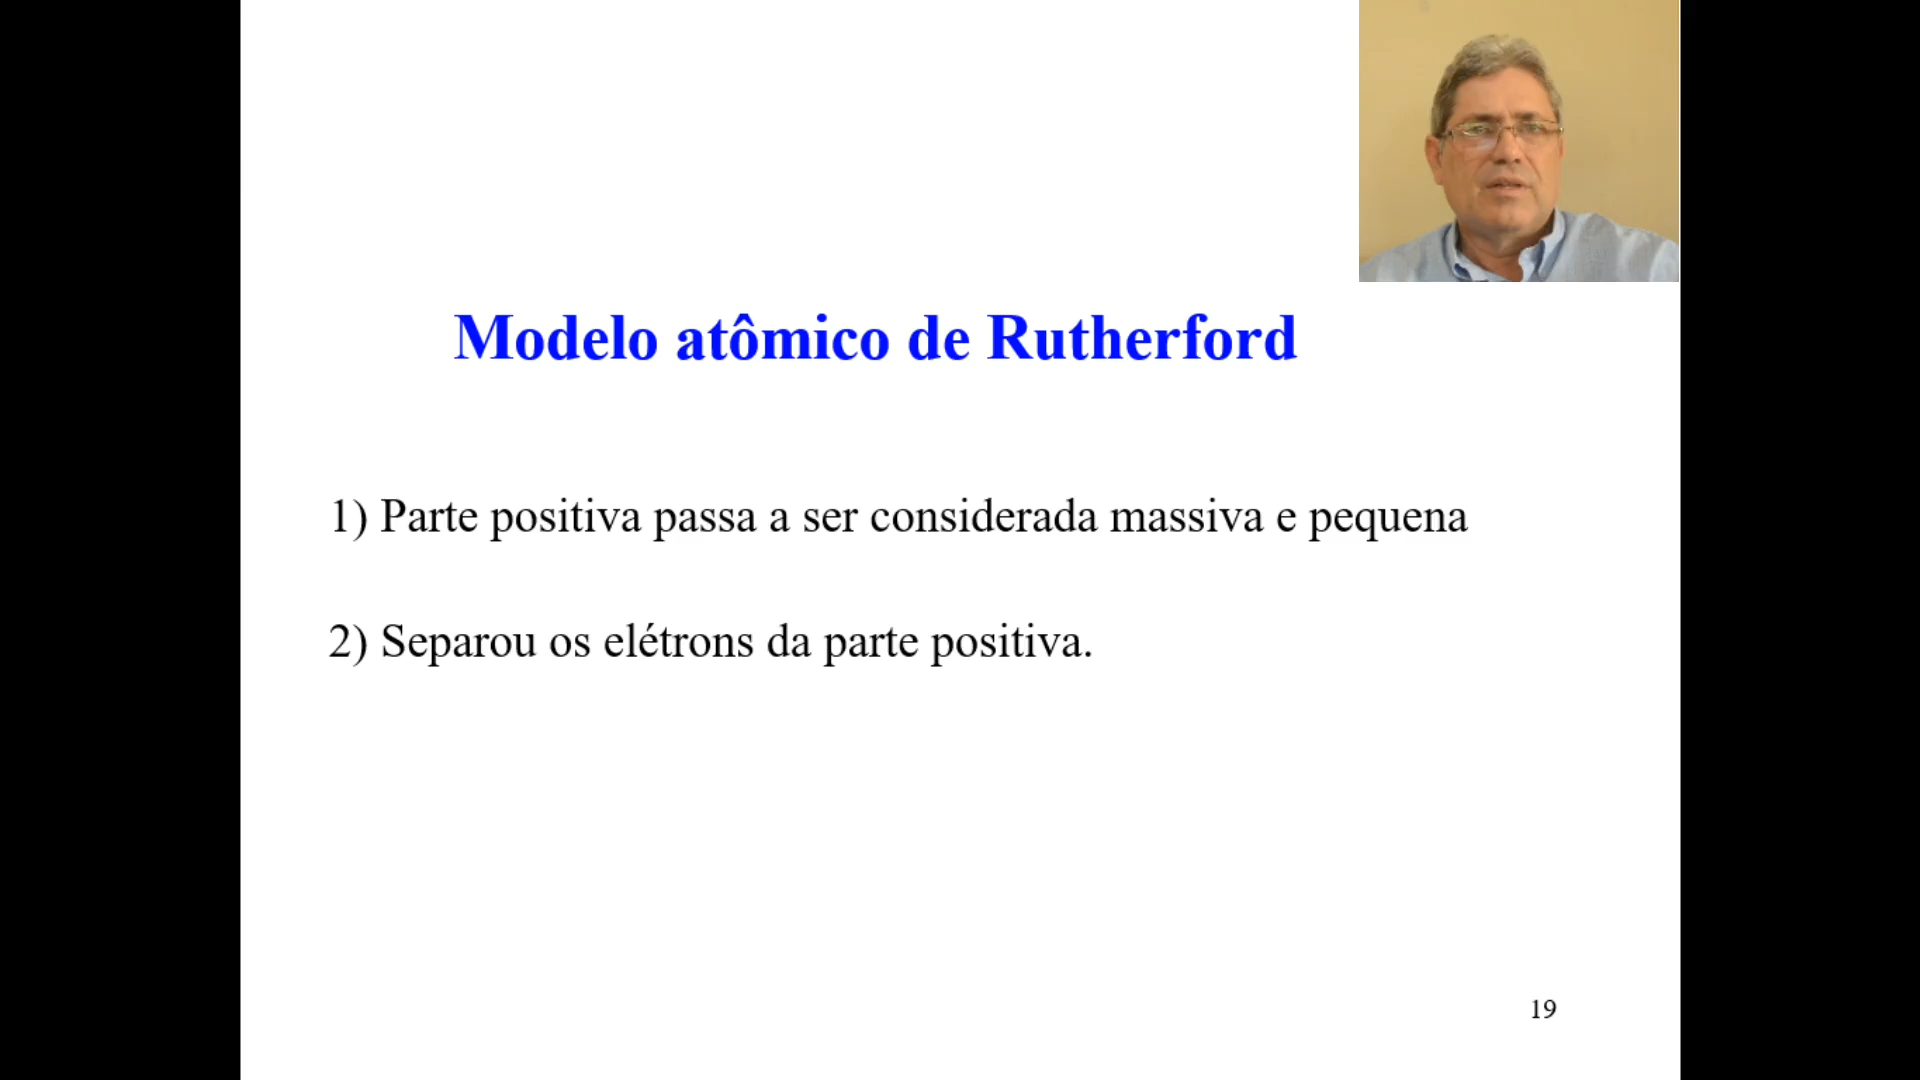 Modelo atômico de Rutherford
1) Parte positiva passa a ser considerada massiva e pequena
2) Separou os elétrons da parte positiva.
19